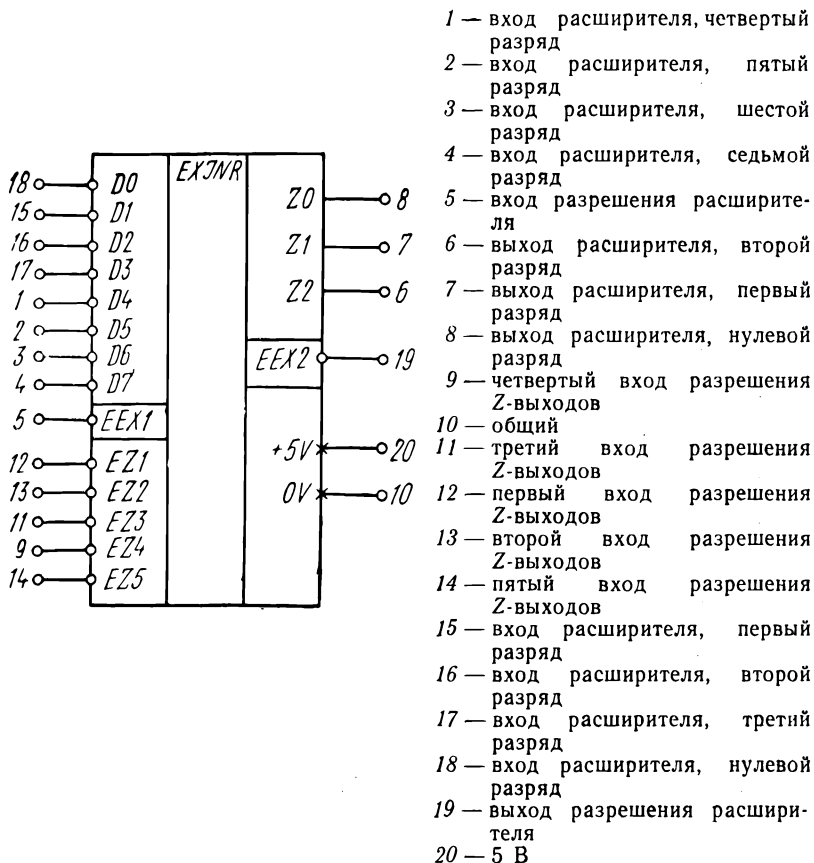 1 — вход расширителя, четвертый
разряд
2 — вход расширителя, пятый
разряд
3 — вход расширителя, шестой
разряд
4 — вход расширителя, седьмой
разряд
5 — вход разрешения расширите-
ля
6 — выход расширителя, второй
разряд
7 — выход расширителя, первый
разряд
8 — выход расширителя, нулевой
разряд
9 — четвертый вход разрешения
Z-выходов
10 — общий
11 — третий вход разрешения
Z-выходов
12 — первый вход разрешения
Z-выходов
13 — второй вход разрешения
Z-выходов
14 — пятый вход разрешения
Z-выходов
15 — вход расширителя, первый
разряд
16 — вход расширителя, второй
разряд
17 — вход расширителя, третий
разряд
18 — вход расширителя, нулевой
разряд
19 — выход разрешения расшири-
теля
20 — 5 В
EXINR
18 D0
15 D1
16 D2
17 D3
1 D4
2 D5
3 D6
4 D7
5 EEX1
12 EZ1
13 EZ2
11 EZ3
9 EZ4
14 EZ5
Z0 8
Z1 7
Z2 6
EEX2 19
+5V 20
0V 10